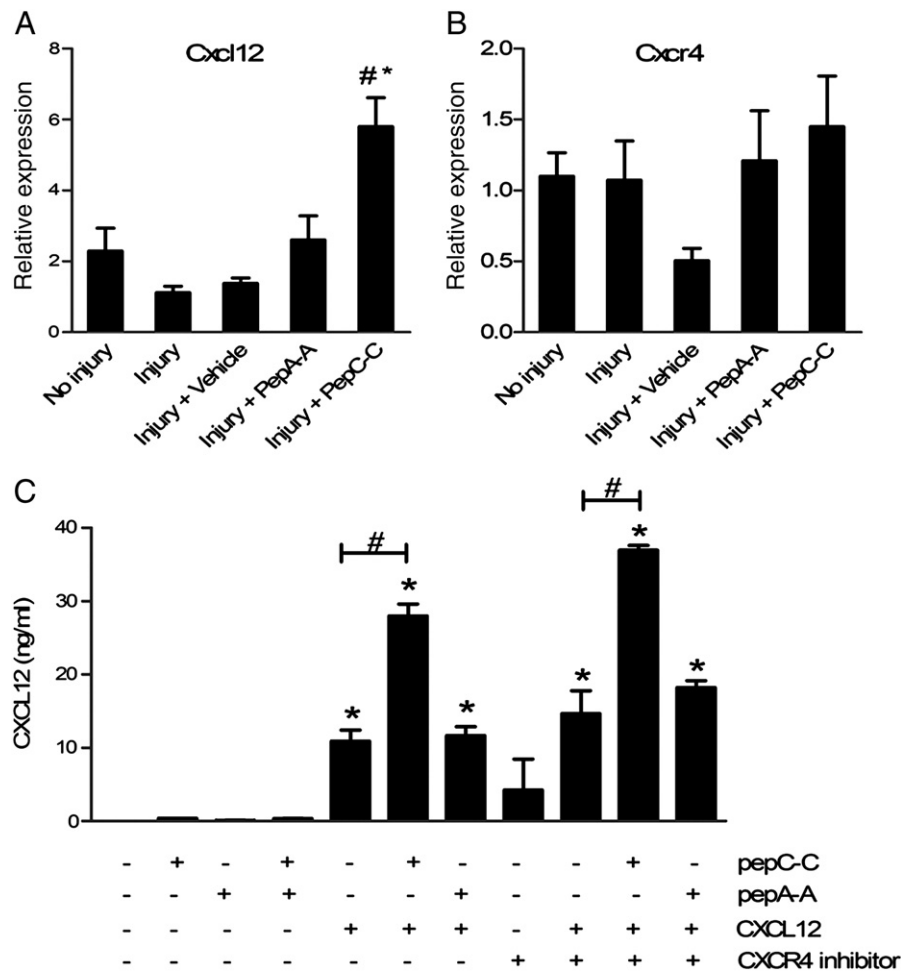 A
Cxcl12
Relative expression
8
6
4
2
0
# *
No injury
Injury
Injury + Vehicle
Injury + PepA-A
Injury + PepC-C
B
Cxcr4
Relative expression
2.0
1.5
1.0
0.5
0.0
No injury
Injury
Injury + Vehicle
Injury + PepA-A
Injury + PepC-C
C
CXCL12 (ng/ml)
40
30
20
10
0
# #
* * * * * *
- + - + - + - - - + - pepC-C
- - + + - - + - - - + pepA-A
- - - - + + + - + + + CXCL12
- - - - - - - + + + + CXCR4 inhibitor